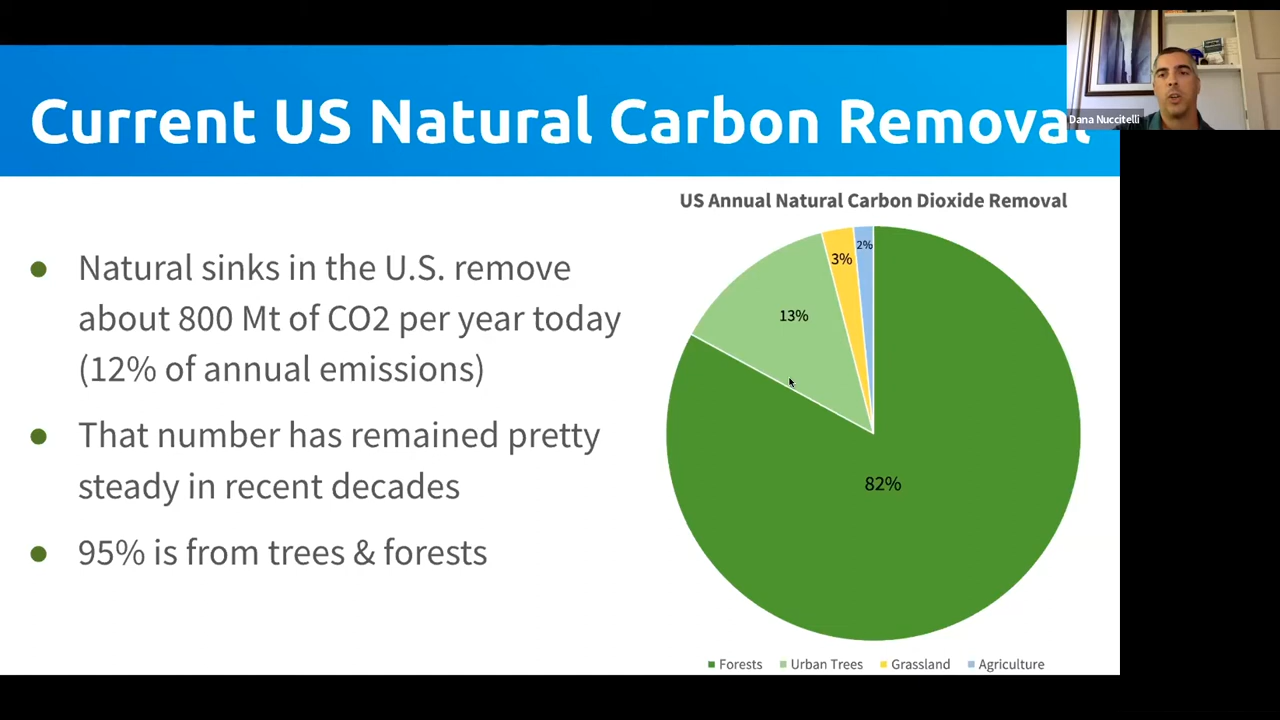 Current US Natural Carbon Removal
Dana Nuccitelli
US Annual Natural Carbon Dioxide Removal
● Natural sinks in the U.S. remove
about 800 Mt of CO2 per year today
(12% of annual emissions)
● That number has remained pretty
steady in recent decades
● 95% is from trees & forests
2%
3%
13%
82%
Forests Urban Trees Grassland Agriculture